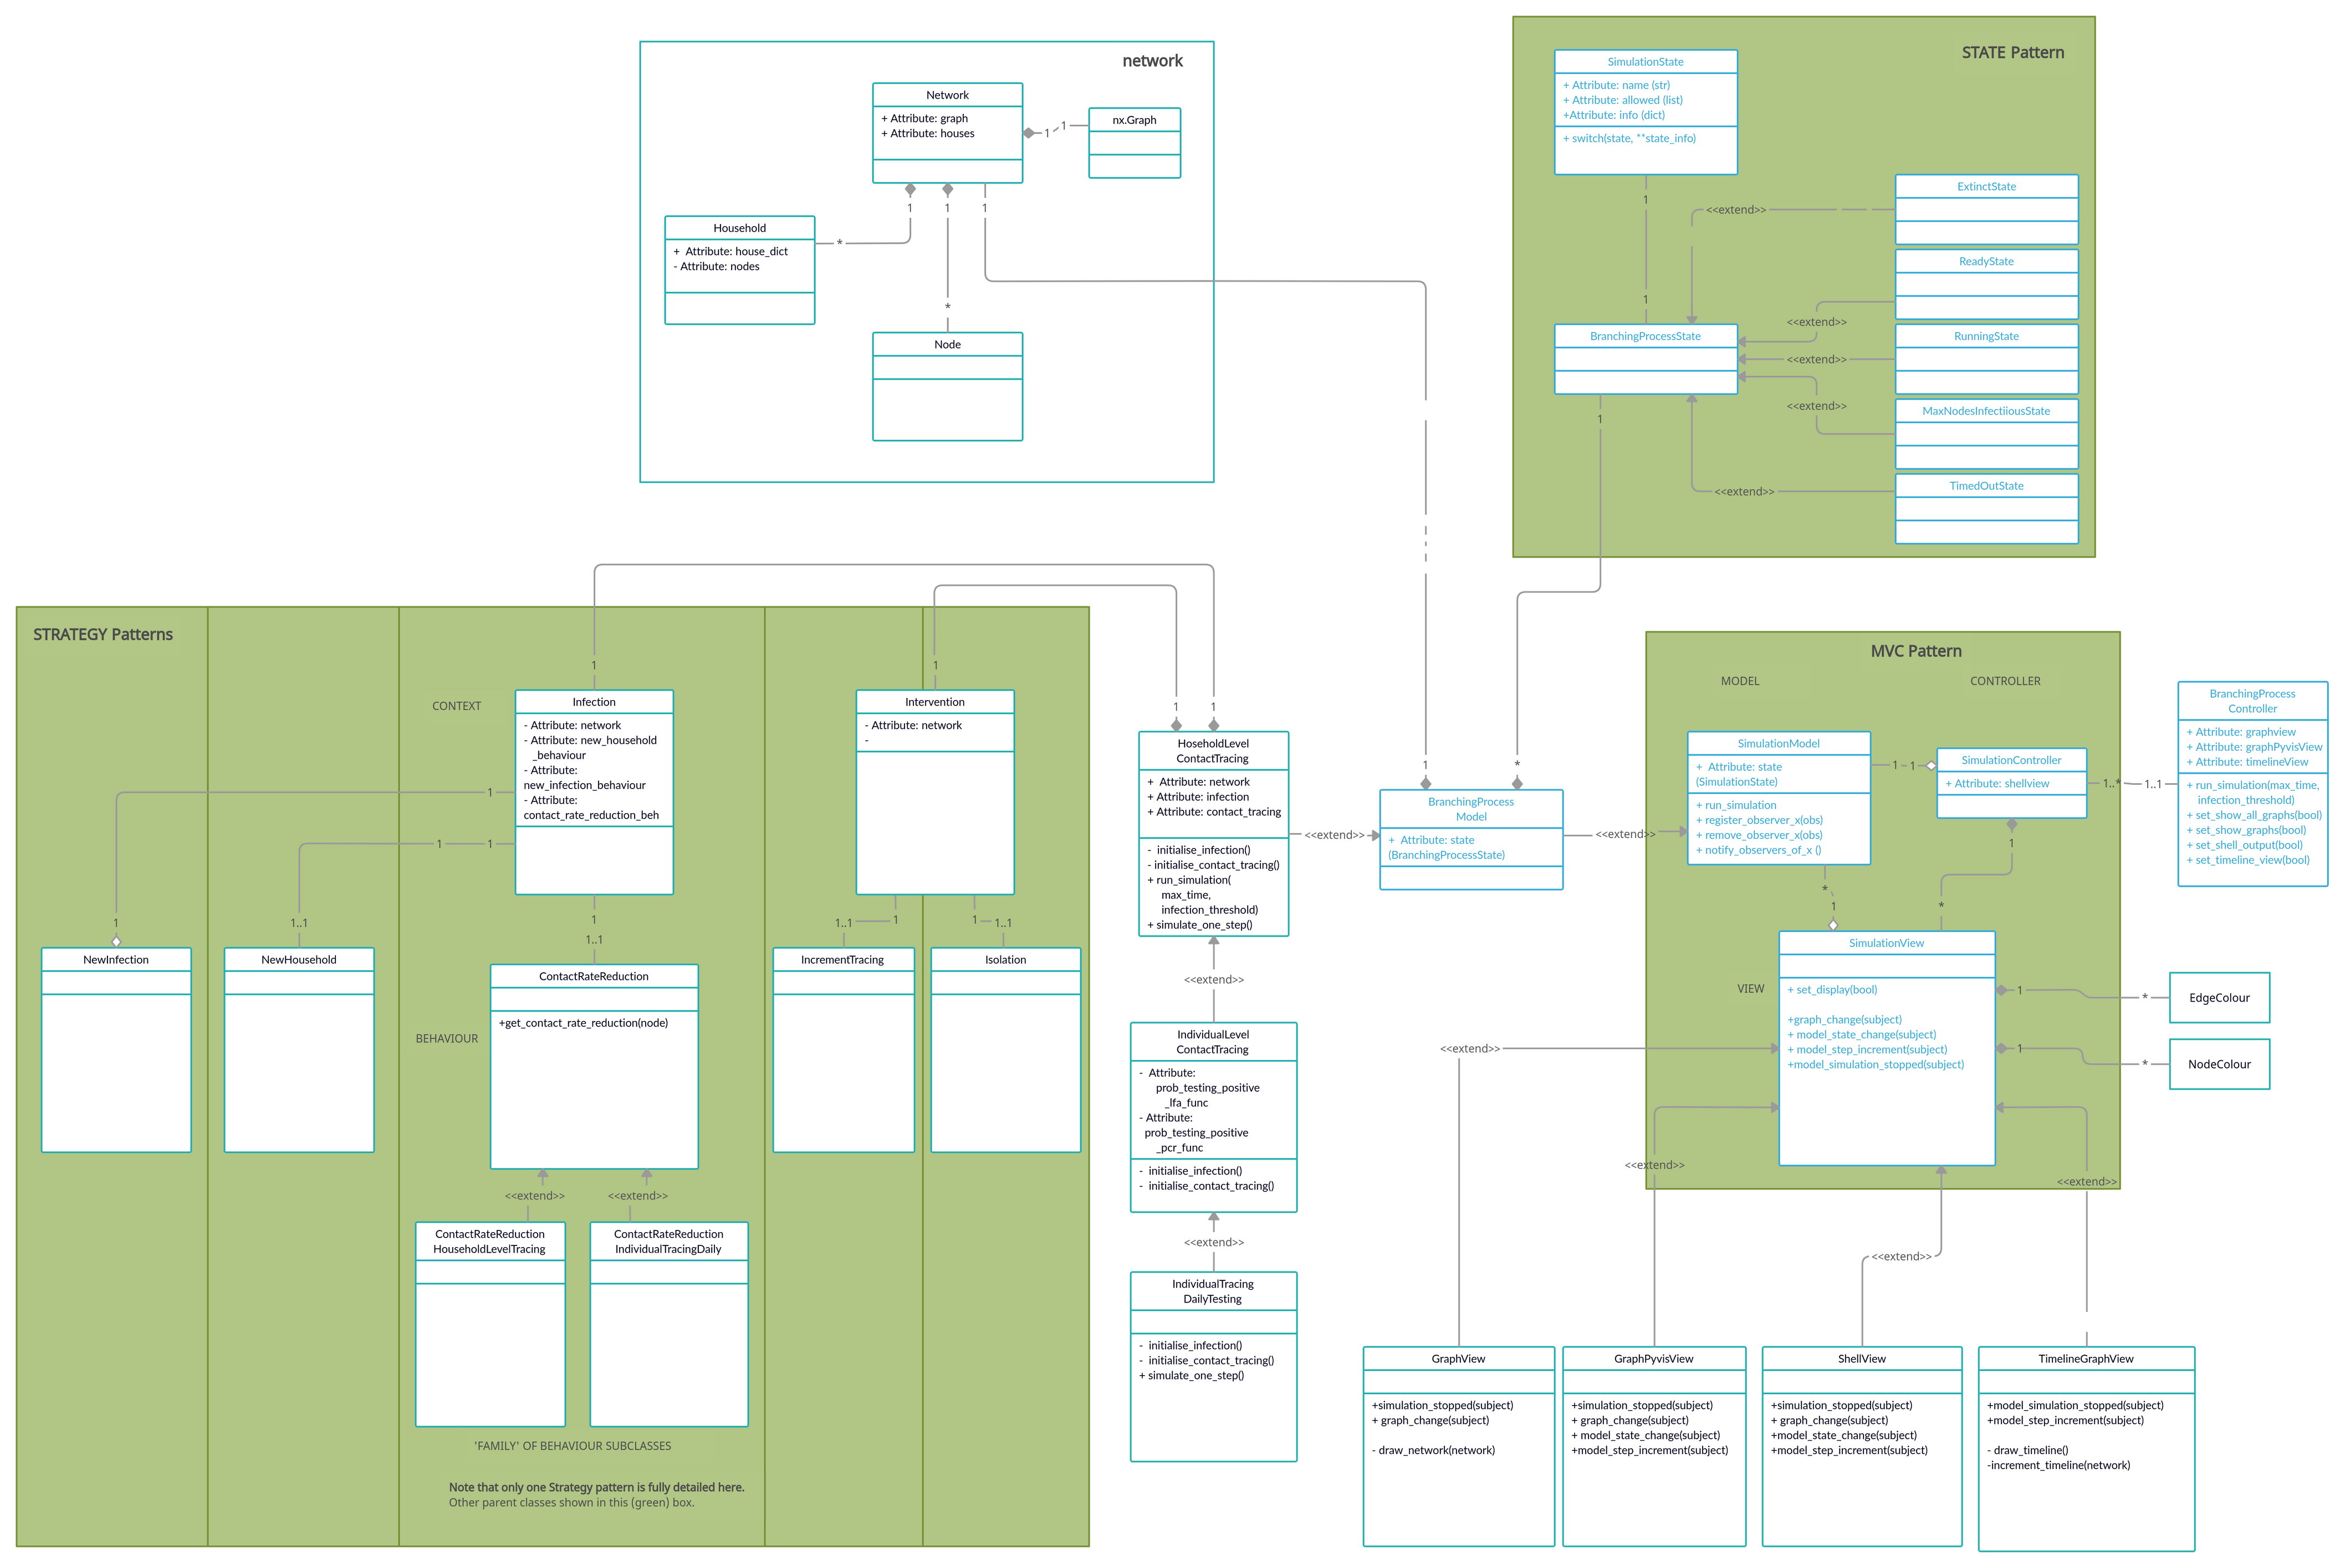 network
Network
+ Attribute: graph
+ Attribute: houses
1
1
nx.Graph
1
1
1
Household
+  Attribute: house_dict
- Attribute: nodes
*
*
Node
STATE Pattern
SimulationState
+ Attribute: name (str)
+ Attribute: allowed (list)
+Attribute: info (dict)
+ switch(state, **state_info)
1
1
BranchingProcessState
1
<<extend>>
<<extend>>
<<extend>>
<<extend>>
<<extend>>
ExtinctState
ReadyState
RunningState
MaxNodesInfectiiousState
TimedOutState
STRATEGY Patterns
CONTEXT
1
Infection
- Attribute: network
- Attribute: new_household
_behaviour
- Attribute:
new_infection_behaviour
- Attribute:
contact_rate_reduction_beh
1
1
1
1
1..1
1
1..1
NewInfection
NewHousehold
BEHAVIOUR
ContactRateReduction
+get_contact_rate_reduction(node)
<<extend>>
<<extend>>
ContactRateReduction
HouseholdLevelTracing
ContactRateReduction
IndividualTracingDaily
'FAMILY' OF BEHAVIOUR SUBCLASSES
Note that only one Strategy pattern is fully detailed here.
Other parent classes shown in this (green) box.
1
Intervention
- Attribute: network
-
1..1
1
1
1..1
IncrementTracing
Isolation
1
1
HoseholdLevel
ContactTracing
+  Attribute: network
+ Attribute: infection
+ Attribute: contact_tracing
-  initialise_infection()
- initialise_contact_tracing()
+ run_simulation(
max_time,
infection_threshold)
+ simulate_one_step()
<<extend>>
<<extend>>
IndividualLevel
ContactTracing
-  Attribute:
prob_testing_positive
_lfa_func
- Attribute:
prob_testing_positive
_pcr_func
-  initialise_infection()
-  initialise_contact_tracing()
<<extend>>
IndividualTracing
DailyTesting
-  initialise_infection()
-  initialise_contact_tracing()
+ simulate_one_step()
1
*
BranchingProcess
Model
+  Attribute: state
(BranchingProcessState)
<<extend>>
MVC Pattern
MODEL
CONTROLLER
SimulationModel
+  Attribute: state
(SimulationState)
+ run_simulation
+ register_observer_x(obs)
+ remove_observer_x(obs)
+ notify_observers_of_x ()
1
1
SimulationController
+ Attribute: shellview
1..*
1..1
BranchingProcess
Controller
+ Attribute: graphview
+ Attribute: graphPyvisView
+ Attribute: timelineView
+ run_simulation(max_time,
infection_threshold)
+ set_show_all_graphs(bool)
+ set_show_graphs(bool)
+ set_shell_output(bool)
+ set_timeline_view(bool)
*
1
1
*
VIEW
SimulationView
+ set_display(bool)
+graph_change(subject)
+ model_state_change(subject)
+ model_step_increment(subject)
+model_simulation_stopped(subject)
1
*
EdgeColour
1
*
NodeColour
<<extend>>
<<extend>>
<<extend>>
<<extend>>
GraphView
+simulation_stopped(subject)
+ graph_change(subject)
- draw_network(network)
GraphPyvisView
+simulation_stopped(subject)
+ graph_change(subject)
+ model_state_change(subject)
+model_step_increment(subject)
ShellView
+simulation_stopped(subject)
+ graph_change(subject)
+model_state_change(subject)
+model_step_increment(subject)
TimelineGraphView
+model_simulation_stopped(subject)
+model_step_increment(subject)
- draw_timeline()
-increment_timeline(network)